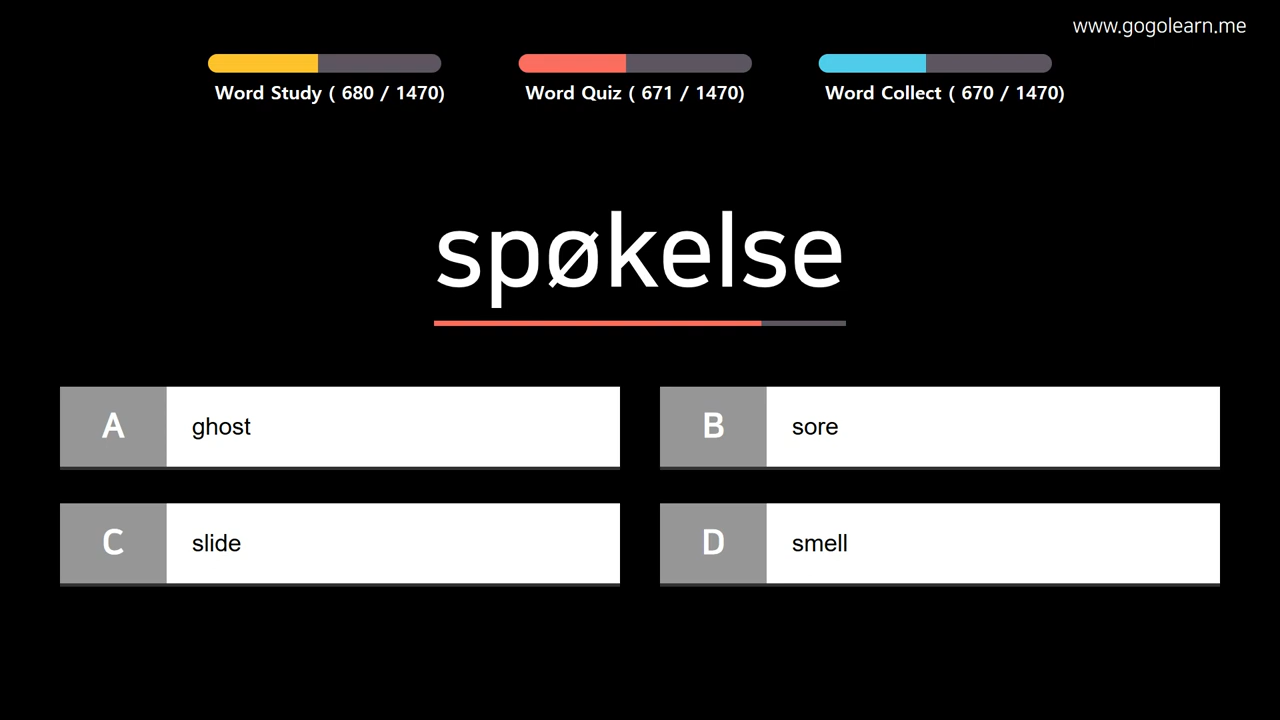 www.gogolearn.me
Word Study ( 680 / 1470)
Word Quiz ( 671 / 1470)
Word Collect ( 670 / 1470)
spøkelse
A ghost
B sore
C slide
D smell